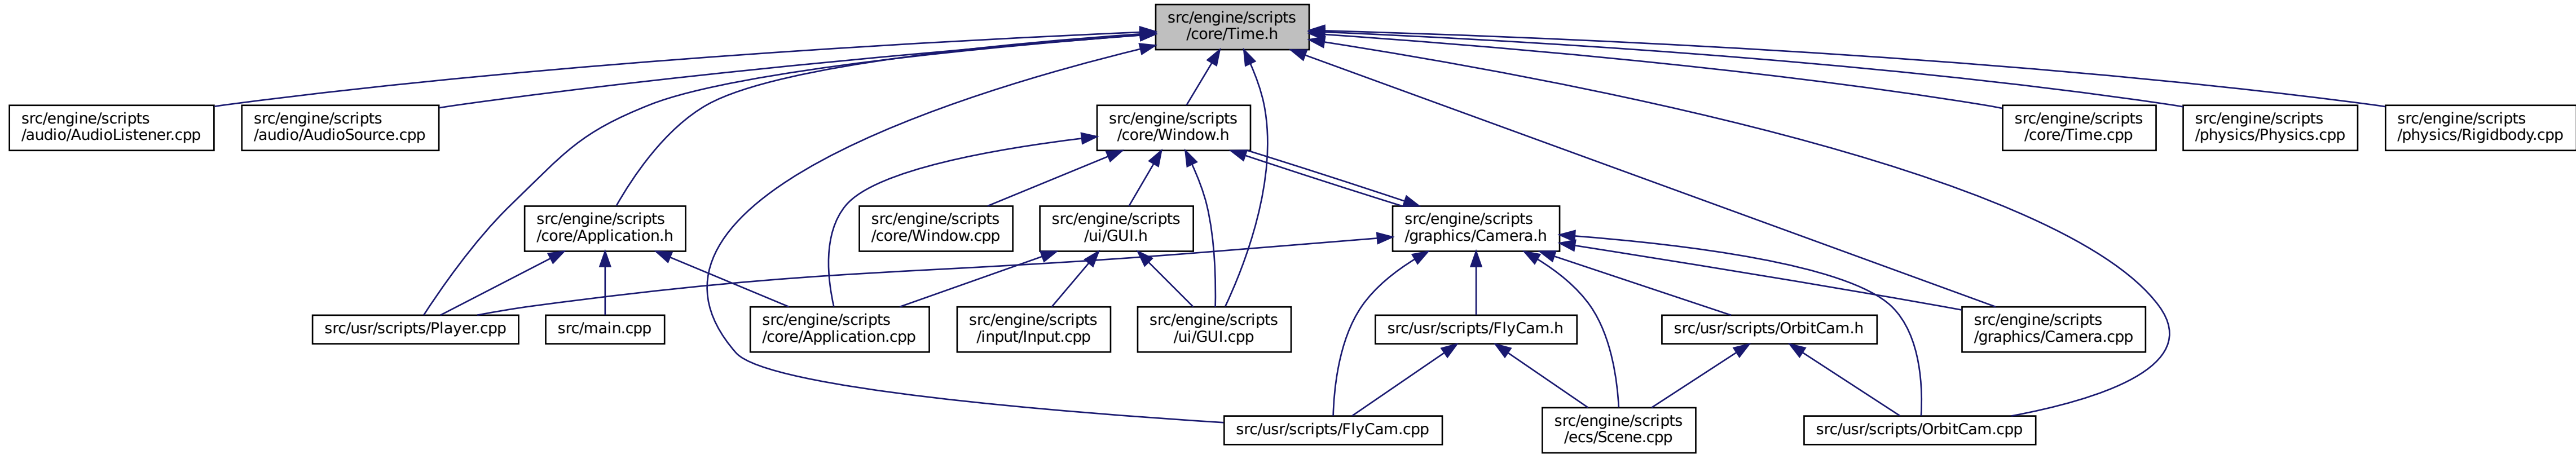 src/engine/scripts
/core/Time.h
src/engine/scripts
/audio/AudioListener.cpp
src/engine/scripts
/audio/AudioSource.cpp
src/engine/scripts
/core/Window.h
src/engine/scripts
/core/Time.cpp
src/engine/scripts
/physics/Physics.cpp
src/engine/scripts
/physics/Rigidbody.cpp
src/engine/scripts
/core/Application.h
src/engine/scripts
/core/Window.cpp
src/engine/scripts
/ui/GUI.h
src/engine/scripts
/graphics/Camera.h
src/usr/scripts/Player.cpp
src/main.cpp
src/engine/scripts
/core/Application.cpp
src/engine/scripts
/input/Input.cpp
src/engine/scripts
/ui/GUI.cpp
src/usr/scripts/FlyCam.h
src/usr/scripts/OrbitCam.h
src/engine/scripts
/graphics/Camera.cpp
src/usr/scripts/FlyCam.cpp
src/engine/scripts
/ecs/Scene.cpp
src/usr/scripts/OrbitCam.cpp